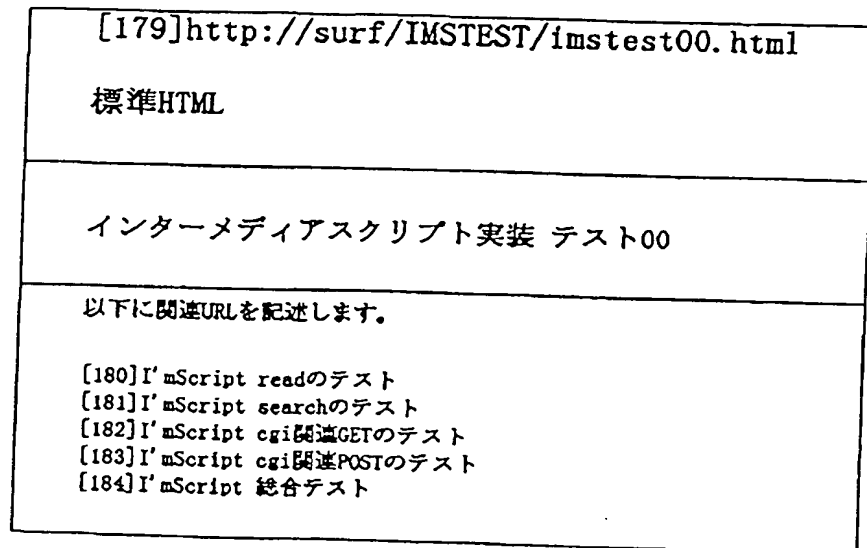 [179]http://surf/IMSTEST/imstest00.html
標準HTML
インターメディアスクリプト実装 テスト00
以下に関連URLを記述します。
[180]I'mScript readのテスト
[181]I'mScript searchのテスト
[182]I'mScript cgi関連GETのテスト
[183]I'mScript cgi関連POSTのテスト
[184]I'mScript 総合テスト